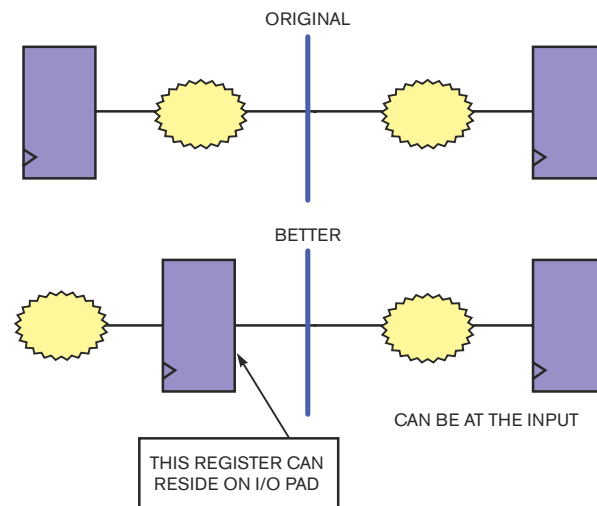 ORIGINAL
BETTER
CAN BE AT THE INPUT
THIS REGISTER CAN
RESIDE ON I/O PAD